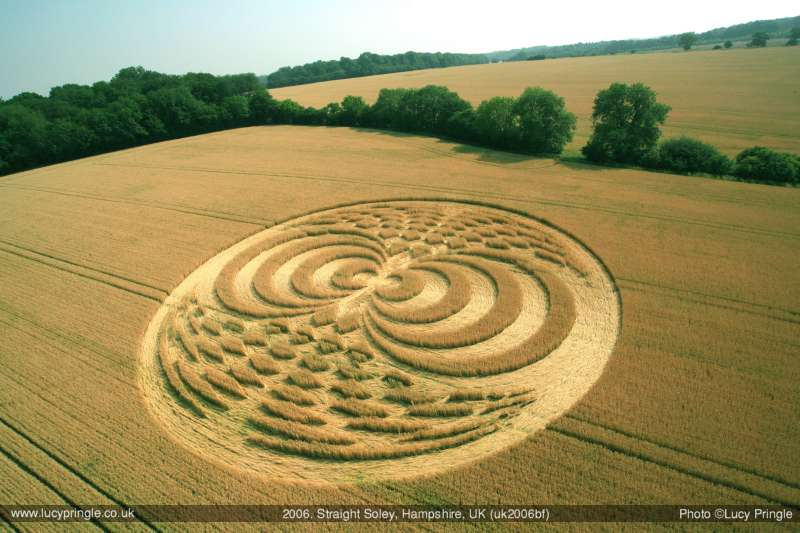 www.lucypringle.co.uk 2006, Straight Soley, Hampshire, UK (uk2006bf) Photo ©Lucy Pringle